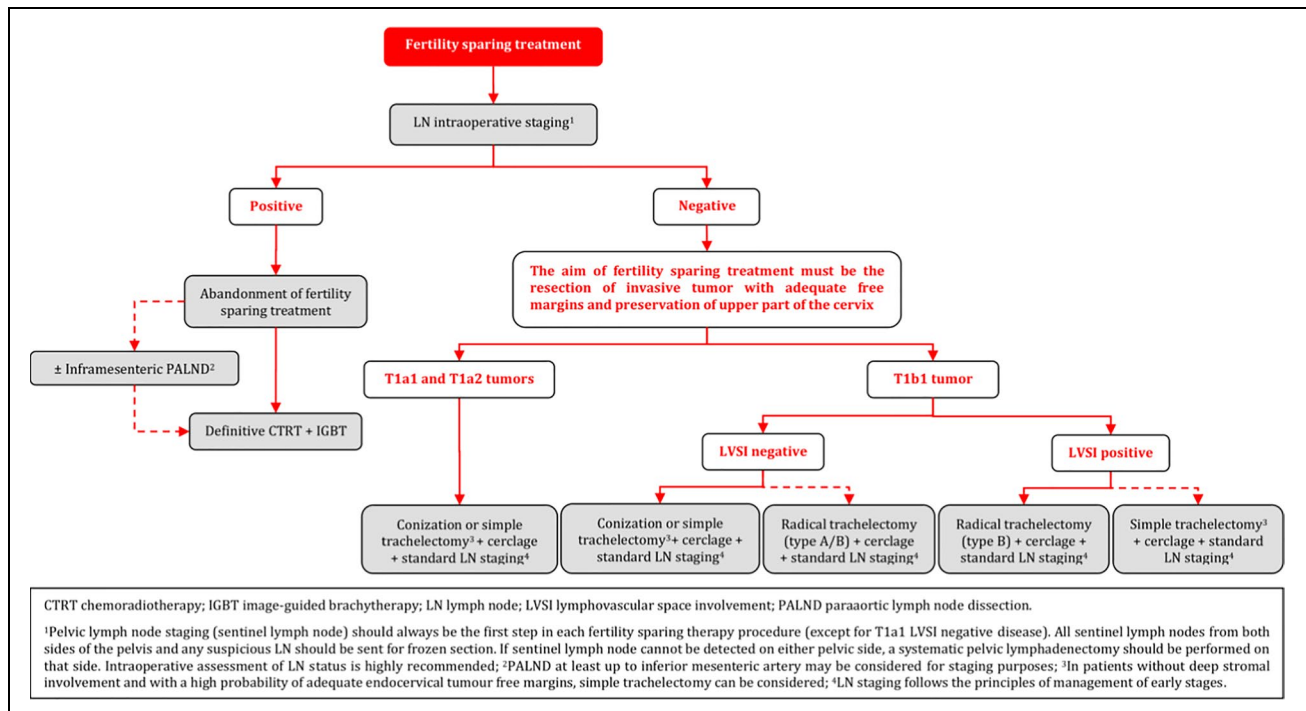 Fertility sparing treatment
LN intraoperative staging¹
Positive
Negative
Abandonment of fertility
sparing treatment
The aim of fertility sparing treatment must be the
resection of invasive tumor with adequate free
margins and preservation of upper part of the cervix
± Inframesenteric PALND²
Definitive CTRT + IGBT
T1a1 and T1a2 tumors
T1b1 tumor
LVSI negative
LVSI positive
Conization or simple
trachelectomy³ + cerclage
+ standard LN staging⁴
Conization or simple
trachelectomy³+ cerclage +
standard LN staging⁴
Radical trachelectomy
(type A/B) + cerclage
+ standard LN staging⁴
Radical trachelectomy
(type B) + cerclage +
standard LN staging⁴
Simple trachelectomy³
+ cerclage + standard
LN staging⁴
CTRT chemoradiotherapy; IGBT image-guided brachytherapy; LN lymph node; LVSI lymphovascular space involvement; PALND paraaortic lymph node dissection.
¹Pelvic lymph node staging (sentinel lymph node) should always be the first step in each fertility sparing therapy procedure (except for T1a1 LVSI negative disease). All sentinel lymph nodes from both
sides of the pelvis and any suspicious LN should be sent for frozen section. If sentinel lymph node cannot be detected on either pelvic side, a systematic pelvic lymphadenectomy should be performed on
that side. Intraoperative assessment of LN status is highly recommended; ²PALND at least up to inferior mesenteric artery may be considered for staging purposes; ³In patients without deep stromal
involvement and with a high probability of adequate endocervical tumour free margins, simple trachelectomy can be considered; ⁴LN staging follows the principles of management of early stages.